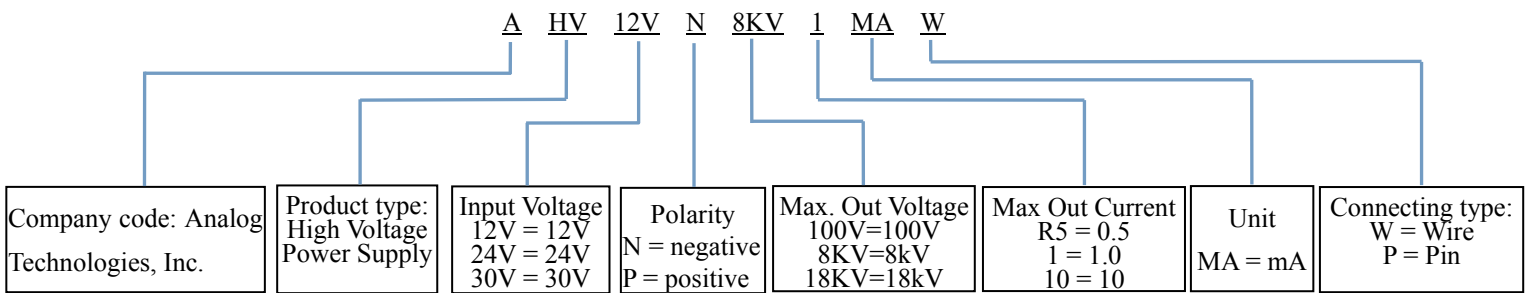 A HV 12V N 8KV 1 MA W
Company code: Analog
Technologies, Inc.
Product type:
High Voltage
Power Supply
Input Voltage
12V = 12V
24V = 24V
30V = 30V
Polarity
N = negative
P = positive
Max. Out Voltage
100V=100V
8KV=8kV
18KV=18kV
Max Out Current
R5 = 0.5
1 = 1.0
10 = 10
Unit
MA = mA
Connecting type:
W = Wire
P = Pin